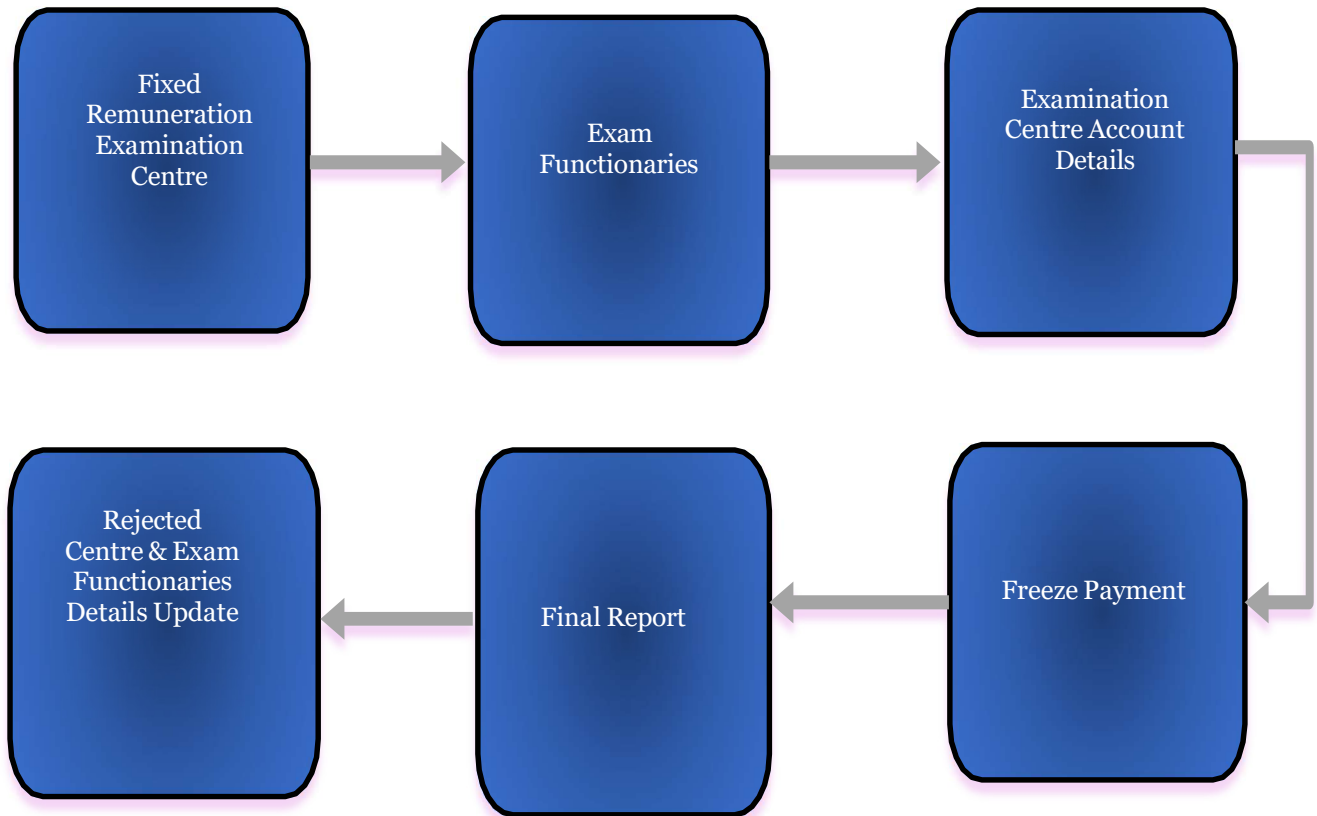 Fixed
Remuneration
Examination
Centre
Exam
Functionaries
Examination
Centre Account
Details
Rejected
Centre & Exam
Functionaries
Details Update
Final Report
Freeze Payment